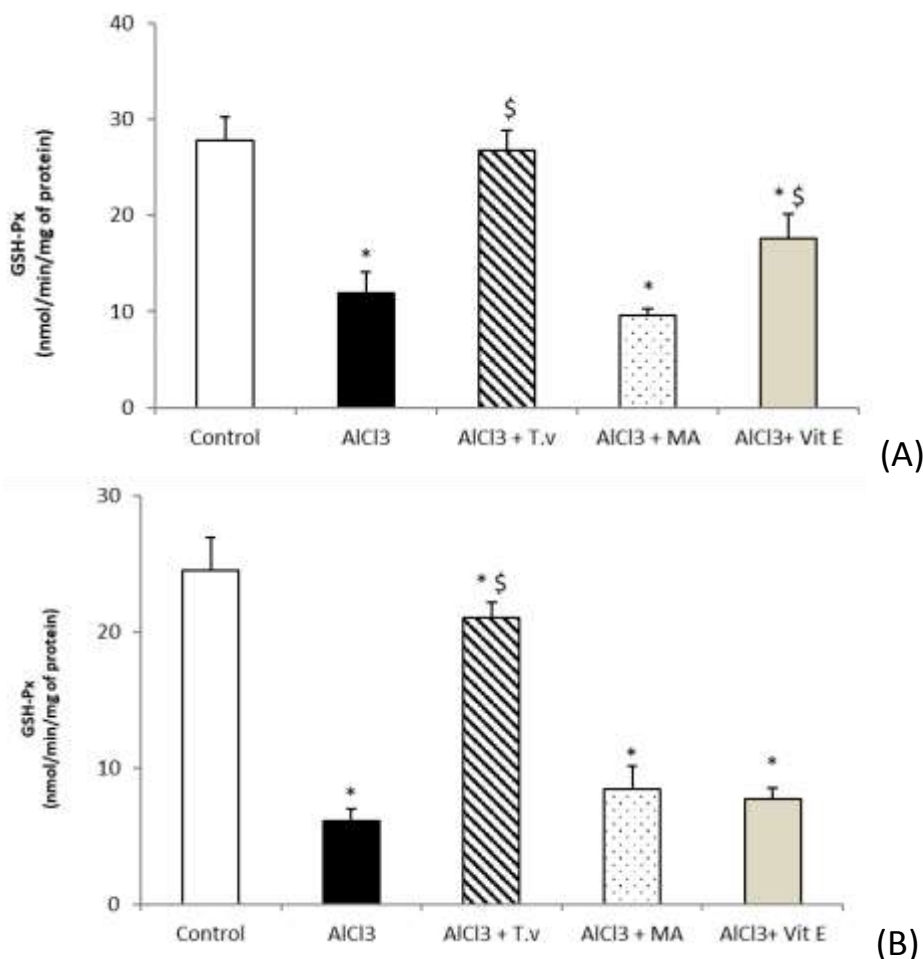 40
30
20
10
0
GSH-Px
(nmol/min/mg of protein)
*
$
*
* $
Control AlCl3 AlCl3 + T.v AlCl3 + MA AlCl3+ Vit E
(A)
30
20
10
0
GSH-Px
(nmol/min/mg of protein)
*
* $
*
*
Control AlCl3 AlCl3 + T.v AlCl3 + MA AlCl3+ Vit E
(B)